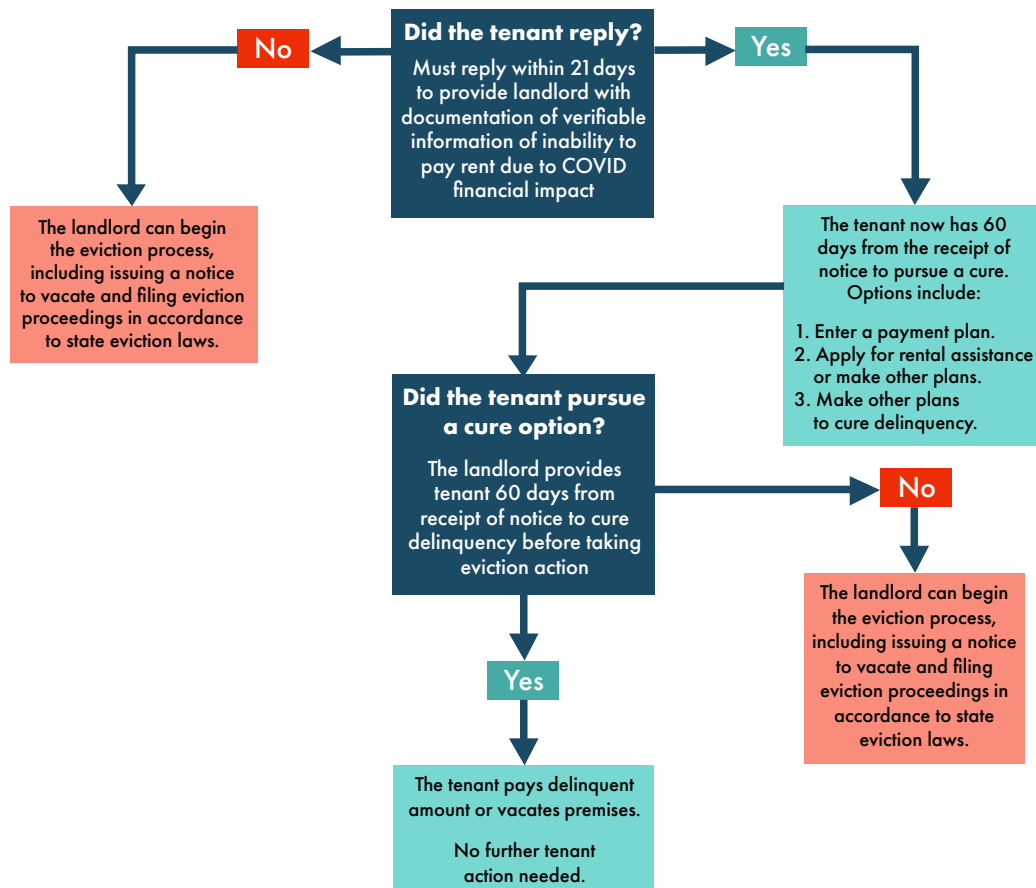 Did the tenant reply?
Must reply within 21 days
to provide landlord with
documentation of verifiable
information of inability to
pay rent due to COVID
financial impact
No
Yes
The landlord can begin
the eviction process,
including issuing a notice
to vacate and filing eviction
proceedings in accordance
to state eviction laws.
The tenant now has 60
days from the receipt of
notice to pursue a cure.
Options include:
1. Enter a payment plan.
2. Apply for rental assistance
or make other plans.
3. Make other plans
to cure delinquency.
Did the tenant pursue
a cure option?
The landlord provides
tenant 60 days from
receipt of notice to cure
delinquency before taking
eviction action
No
The landlord can begin
the eviction process,
including issuing a notice
to vacate and filing
eviction proceedings in
accordance to state
eviction laws.
Yes
The tenant pays delinquent
amount or vacates premises.
No further tenant
action needed.